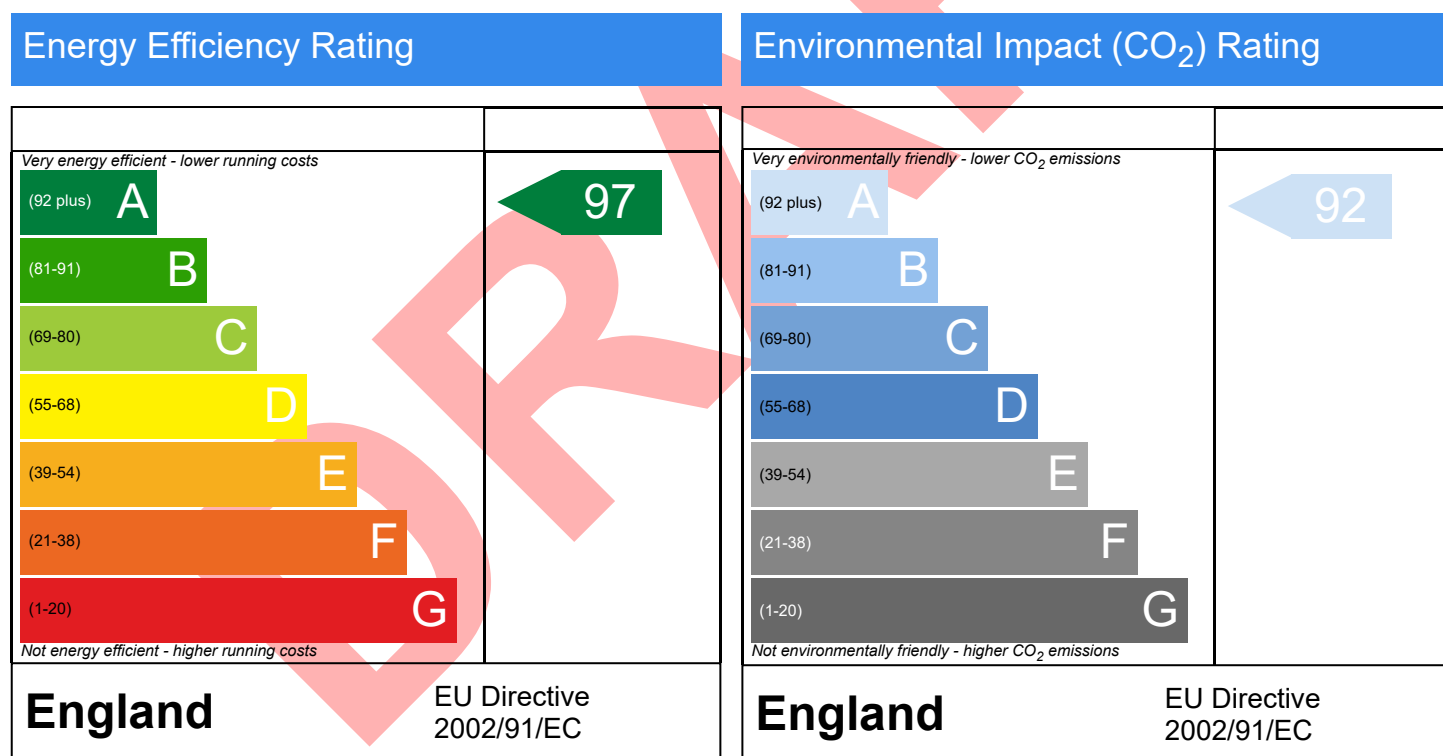 Energy Efficiency Rating
Very energy efficient - lower running costs
(92 plus) A
97
(81-91) B
(69-80) C
(55-68) D
(39-54) E
(21-38) F
(1-20) G
Not energy efficient - higher running costs
England
EU Directive
2002/91/EC
Environmental Impact (CO₂) Rating
Very environmentally friendly - lower CO₂ emissions
(92 plus) A
92
(81-91) B
(69-80) C
(55-68) D
(39-54) E
(21-38) F
(1-20) G
Not environmentally friendly - higher CO₂ emissions
England
EU Directive
2002/91/EC